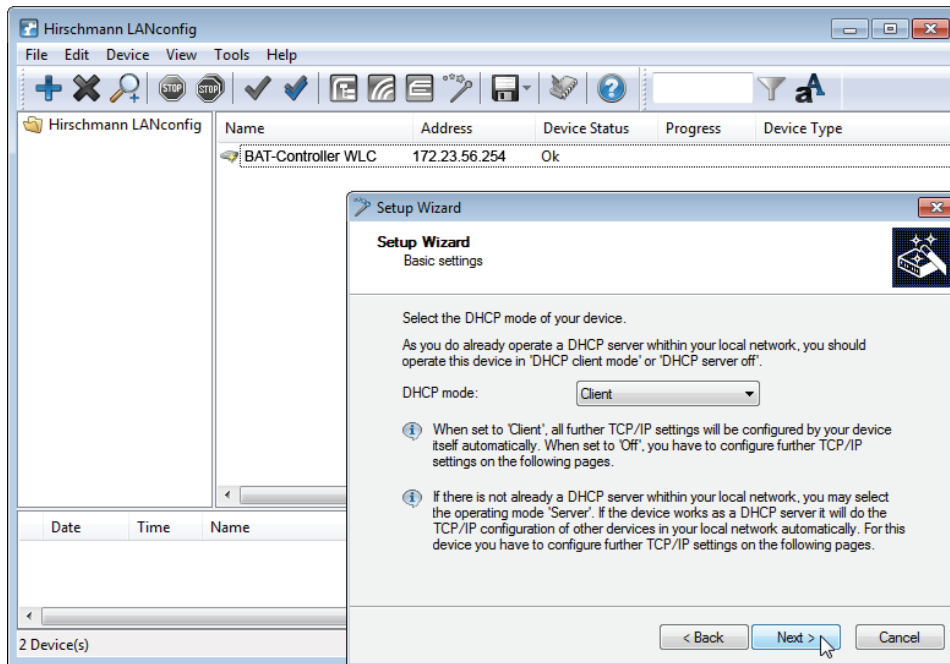 Hirschmann LANconfig
File Edit Device View Tools Help
STOP STOP aA
Hirschmann LANconfig
Name Address Device Status Progress Device Type
BAT-Controller WLC 172.23.56.254 Ok
Setup Wizard
Setup Wizard
Basic settings
Select the DHCP mode of your device.
As you do already operate a DHCP server whithin your local network, you should
operate this device in 'DHCP client mode' or 'DHCP server off'.
DHCP mode: Client
When set to 'Client', all further TCP/IP settings will be configured by your device
itself automatically. When set to 'Off', you have to configure further TCP/IP
settings on the following pages.
If there is not already a DHCP server whithin your local network, you may select
the operating mode 'Server'. If the device works as a DHCP server it will do the
TCP/IP configuration of other devices in your local network automatically. For this
device you have to configure further TCP/IP settings on the following pages.
Date Time Name
< Back Next > Cancel
2 Device(s)